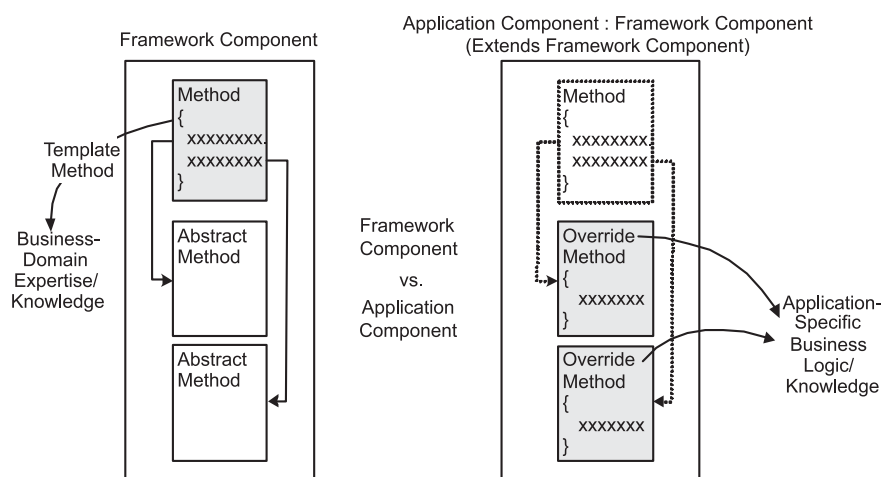 Framework Component
Method
{
xxxxxxxx.
xxxxxxxx
}
Template
Method
Business-
Domain
Expertise/
Knowledge
Abstract
Method
Abstract
Method
Framework
Component
vs.
Application
Component
Application Component : Framework Component
(Extends Framework Component)
Method
{
xxxxxxxx.
xxxxxxxx
}
Override
Method
{
xxxxxxx
}
Override
Method
{
xxxxxxx
}
Application-
Specific
Business
Logic/
Knowledge